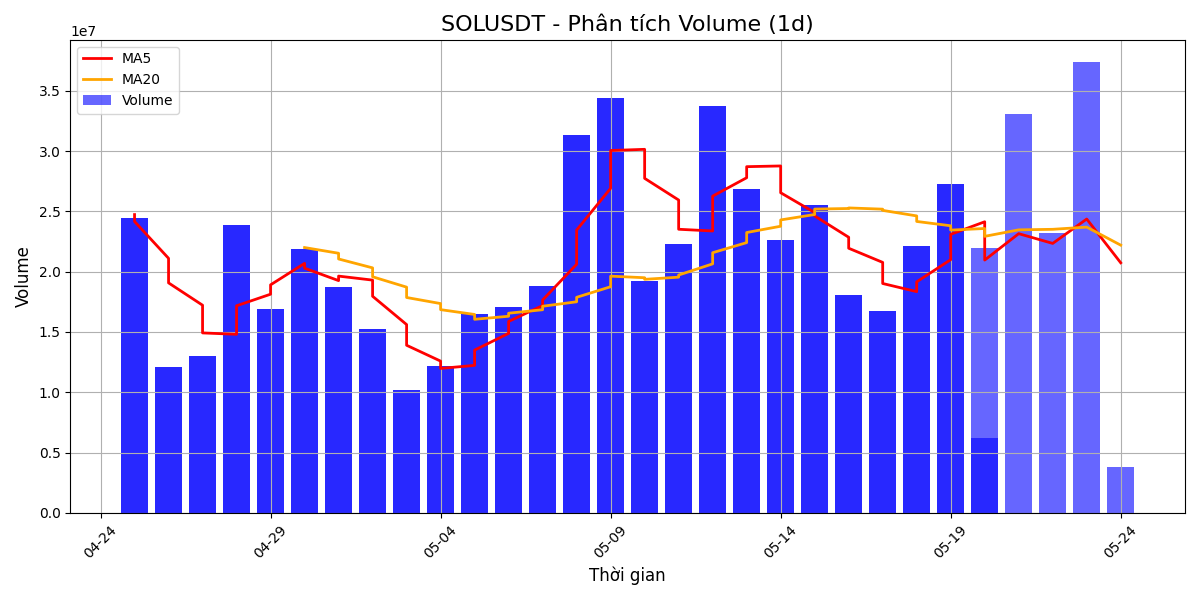 SOLUSDT - Phân tích Volume (1d)
1e7
MA5
MA20
Volume
3.5
3.0
2.5
2.0
1.5
1.0
0.5
0.0
Volume
04-24
04-29
05-04
05-09
05-14
05-19
05-24
Thời gian